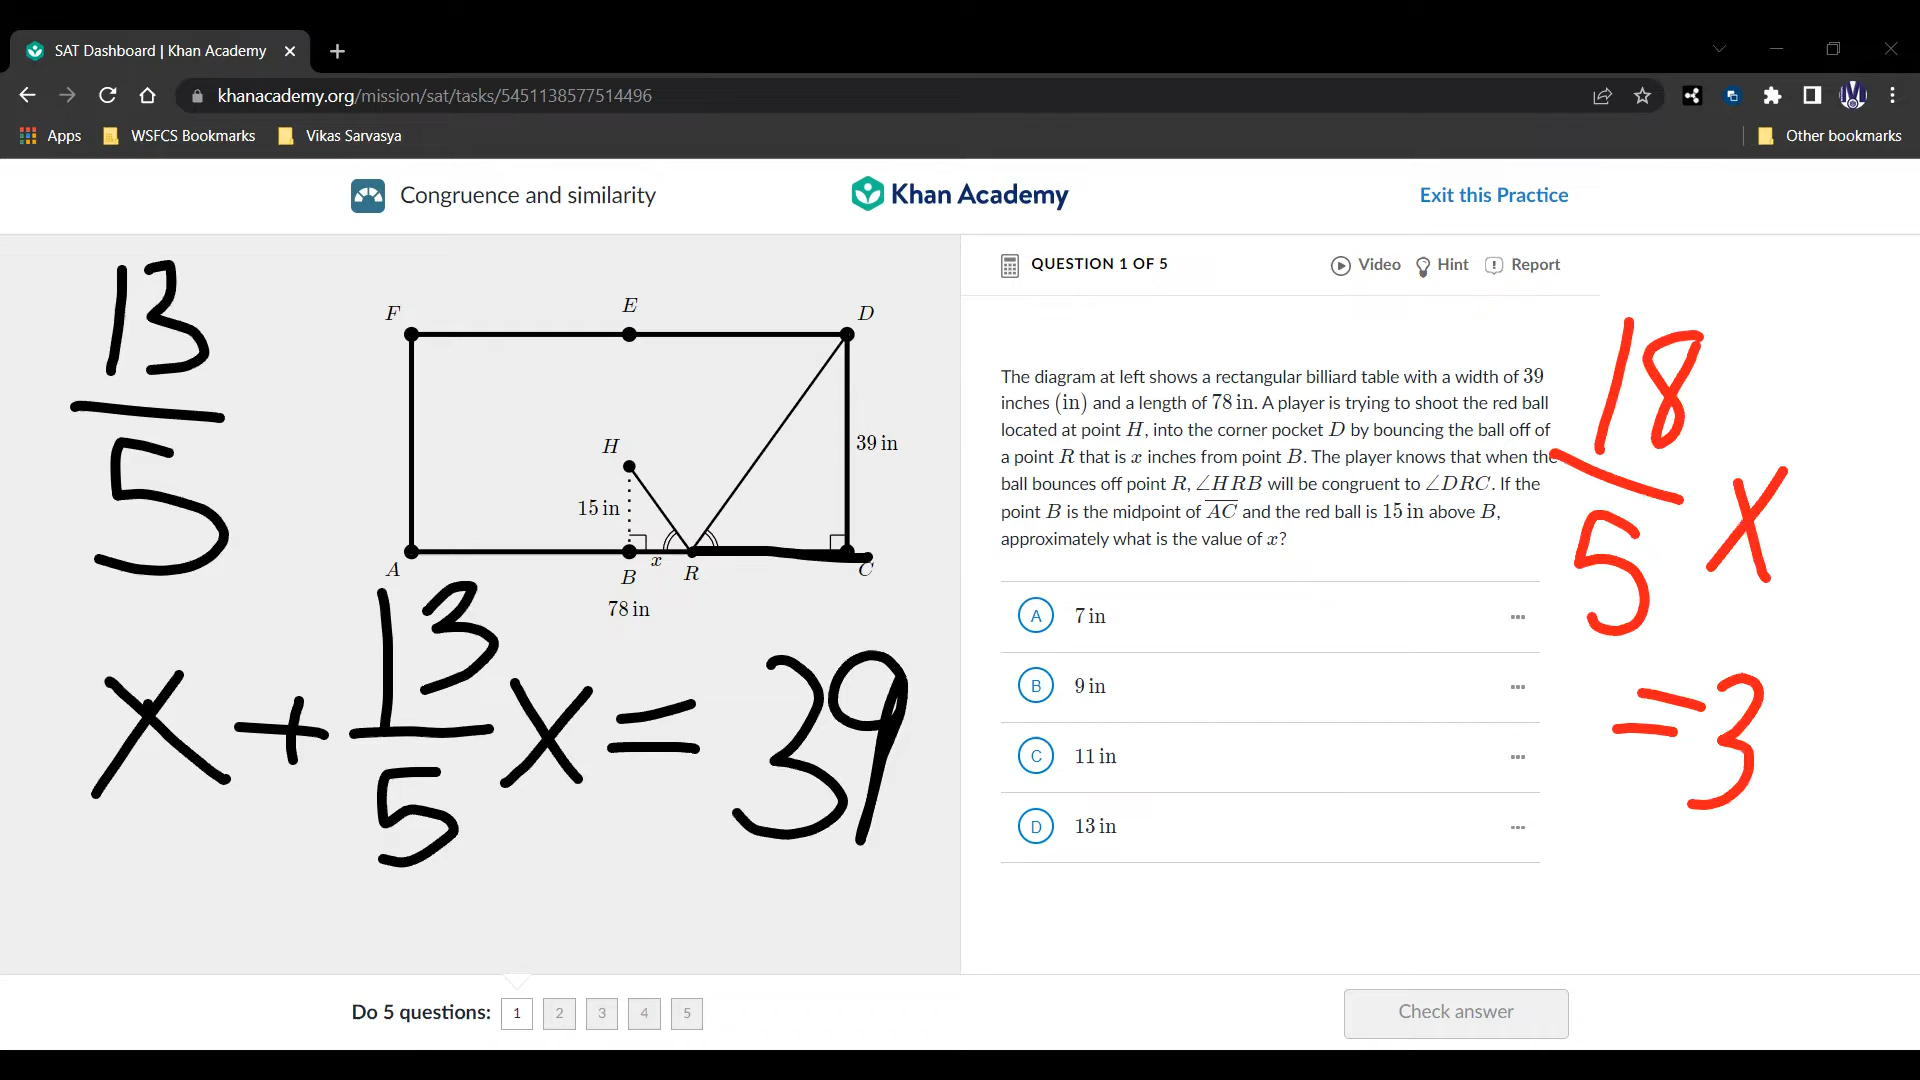 SAT Dashboard | Khan Academy
khanacademy.org/mission/sat/tasks/5451138577514496
Apps WSFCS Bookmarks Vikas Sarvasya Other bookmarks
Congruence and similarity
Khan Academy
Exit this Practice
13
5
F E D
H
39 in
15 in
A B x R C
78 in
x + 13/5 x = 39
QUESTION 1 OF 5
Video Hint Report
The diagram at left shows a rectangular billiard table with a width of 39
inches (in) and a length of 78 in. A player is trying to shoot the red ball
located at point H, into the corner pocket D by bouncing the ball off of
a point R that is x inches from point B. The player knows that when the
ball bounces off point R, ∠HRB will be congruent to ∠DRC. If the
point B is the midpoint of A̅C̅ and the red ball is 15 in above B,
approximately what is the value of x?
A 7 in
B 9 in
C 11 in
D 13 in
18/5 x
=3
Do 5 questions: 1 2 3 4 5
Check answer